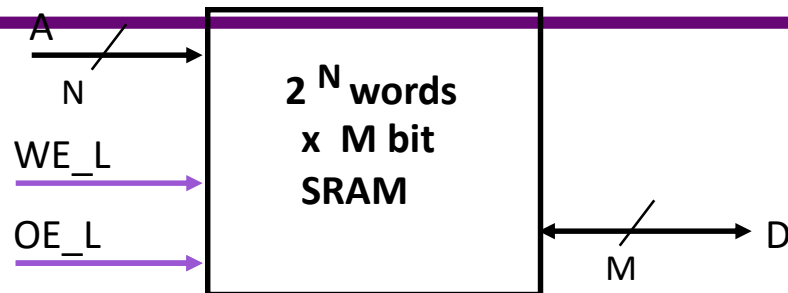 A
N
2 N words
x M bit
SRAM
WE_L
OE_L
D
M